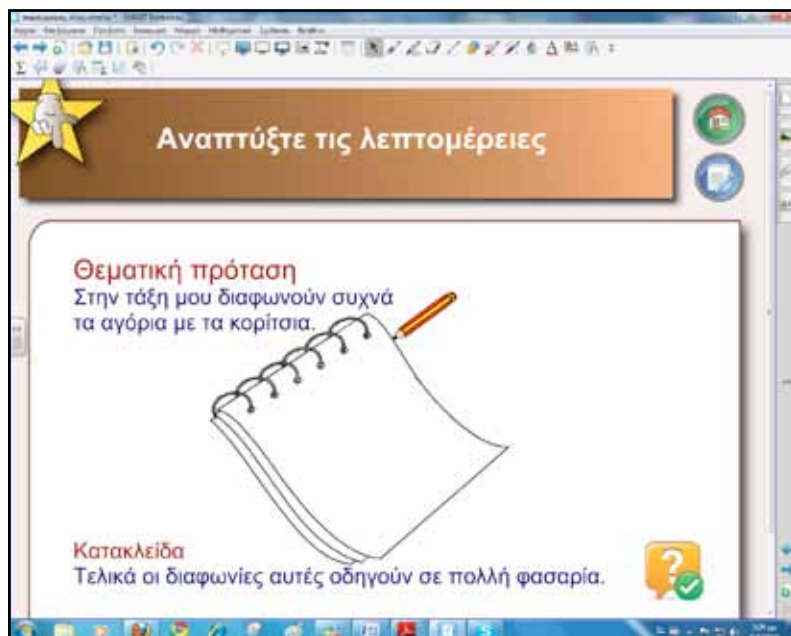 Αναπτύξτε τις λεπτομέρειες
Θεματική πρόταση
Στην τάξη μου διαφωνούν συχνά
τα αγόρια με τα κορίτσια.
Κατακλείδα
Τελικά οι διαφωνίες αυτές οδηγούν σε πολλή φασαρία.